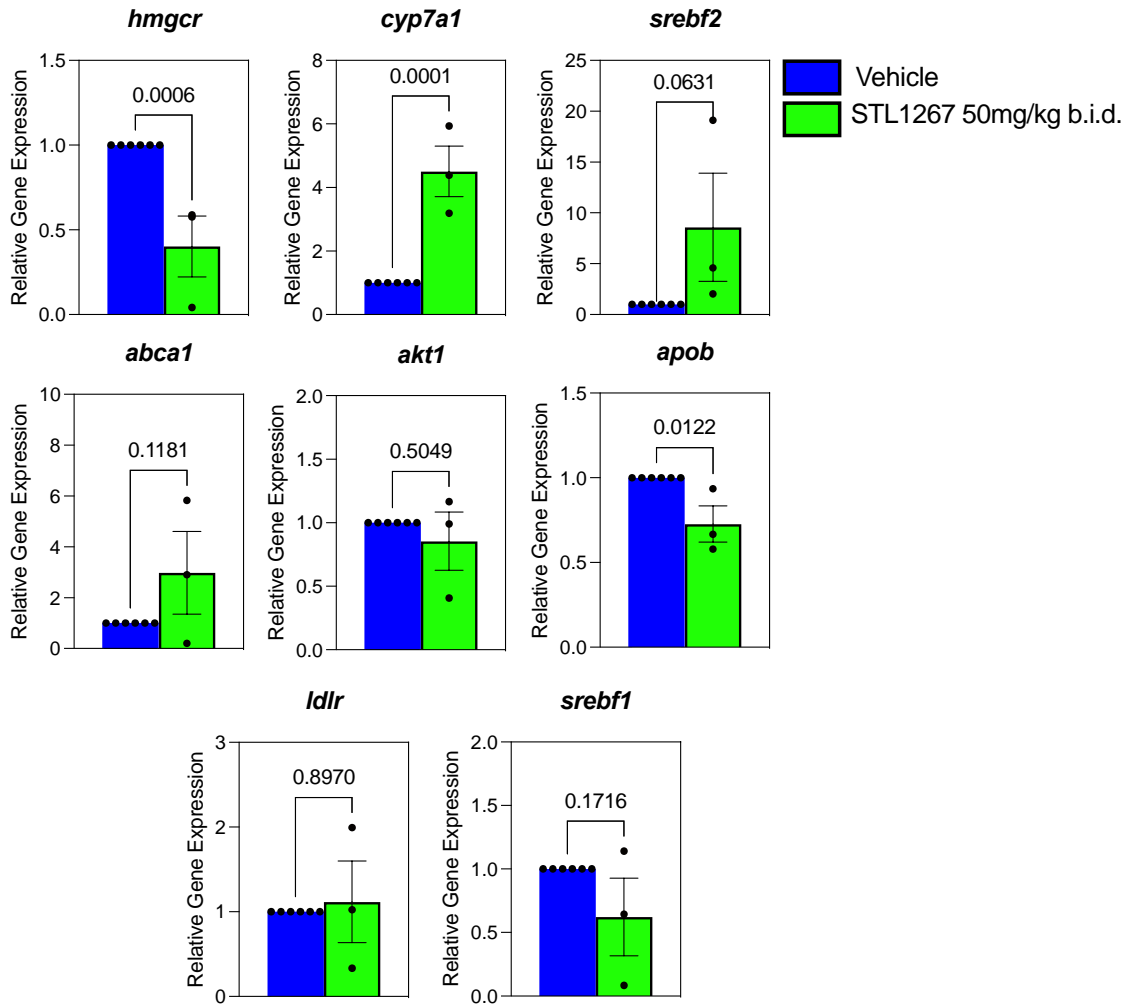 hmgcr
cyp7a1
srebf2
Relative Gene Expression
1.5
1.0
0.5
0.0
0.0006
Relative Gene Expression
8
6
4
2
0
0.0001
Relative Gene Expression
25
20
15
10
5
0
0.0631
Vehicle
STL1267 50mg/kg b.i.d.
abca1
akt1
apob
Relative Gene Expression
10
8
6
4
2
0
0.1181
Relative Gene Expression
2.0
1.5
1.0
0.5
0.0
0.5049
Relative Gene Expression
1.5
1.0
0.5
0.0
0.0122
ldlr
srebf1
Relative Gene Expression
3
2
1
0
0.8970
Relative Gene Expression
2.0
1.5
1.0
0.5
0.0
0.1716